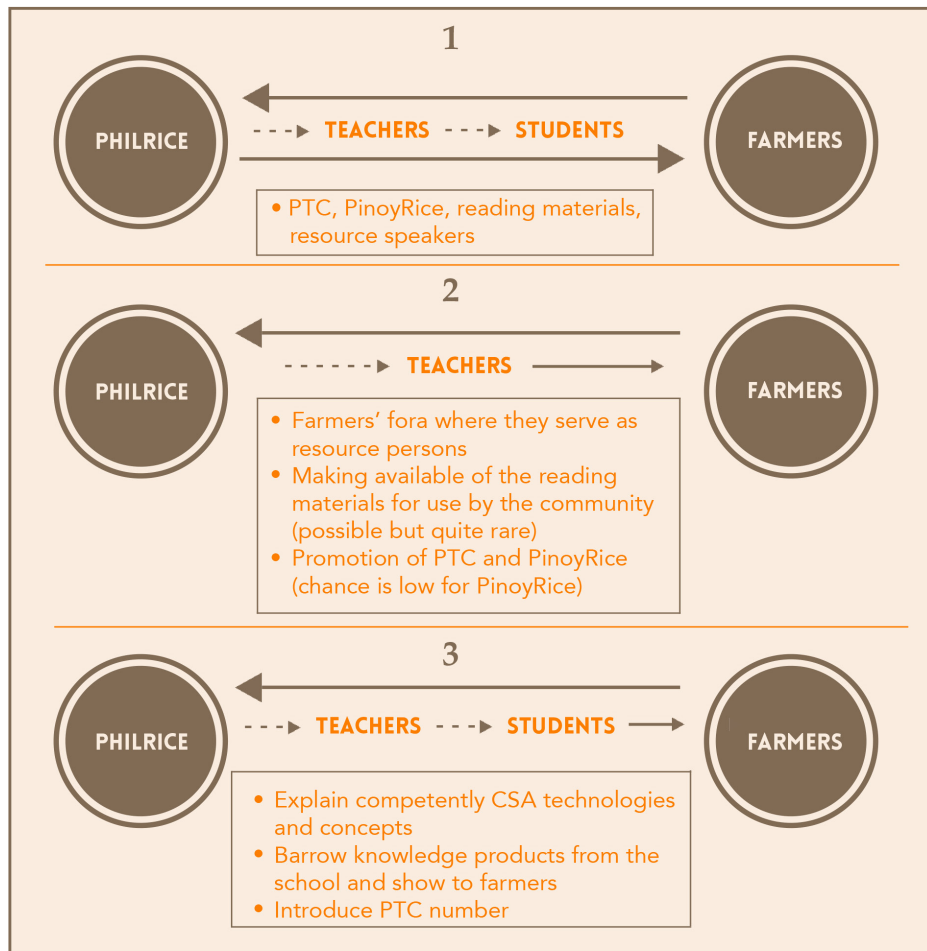 1
PHILRICE
TEACHERS
STUDENTS
FARMERS
• PTC, PinoyRice, reading materials,
resource speakers
2
PHILRICE
TEACHERS
FARMERS
• Farmers’ fora where they serve as
resource persons
• Making available of the reading
materials for use by the community
(possible but quite rare)
• Promotion of PTC and PinoyRice
(chance is low for PinoyRice)
3
PHILRICE
TEACHERS
STUDENTS
FARMERS
• Explain competently CSA technologies
and concepts
• Barrow knowledge products from the
school and show to farmers
• Introduce PTC number